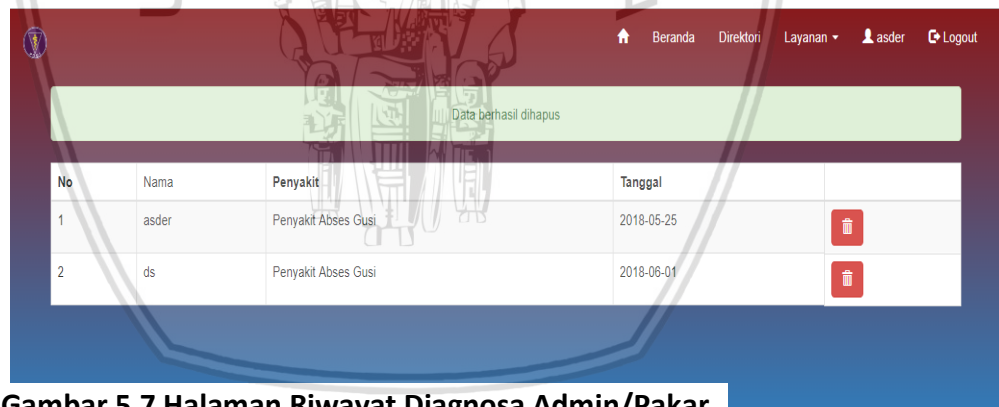 Beranda Direktori Layanan asder Logout
Data berhasil dihapus
No Nama Penyakit Tanggal
1 asder Penyakit Abses Gusi 2018-05-25
2 ds Penyakit Abses Gusi 2018-06-01
Gambar 5.7 Halaman Riwayat Diagnosa Admin/Pakar